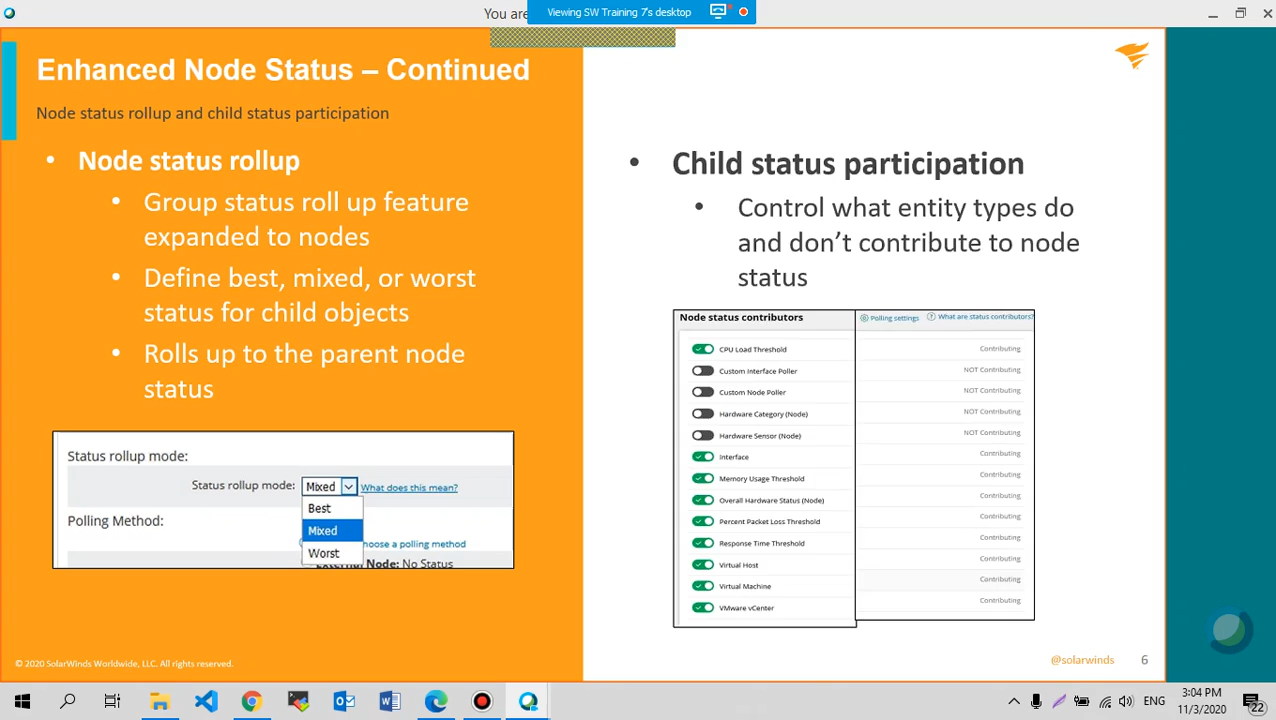 You are
Viewing SW Training 7's desktop
Enhanced Node Status – Continued
Node status rollup and child status participation
• Node status rollup
• Group status roll up feature
expanded to nodes
• Define best, mixed, or worst
status for child objects
• Rolls up to the parent node
status
Status rollup mode:
Status rollup mode: Mixed What does this mean?
Best
Mixed
Worst
Polling Method:
hoose a polling method
External Node: No Status
© 2020 SolarWinds Worldwide, LLC. All rights reserved.
• Child status participation
• Control what entity types do
and don't contribute to node
status
Node status contributors Polling settings What are status contributors?
CPU Load Threshold Contributing
Custom Interface Poller NOT Contributing
Custom Node Poller NOT Contributing
Hardware Category (Node) NOT Contributing
Hardware Sensor (Node) NOT Contributing
Interface Contributing
Memory Usage Threshold Contributing
Overall Hardware Status (Node) Contributing
Percent Packet Loss Threshold Contributing
Response Time Threshold Contributing
Virtual Host Contributing
Virtual Machine Contributing
VMware vCenter Contributing
@solarwinds 6
ENG
3:04 PM
11/3/2020
22